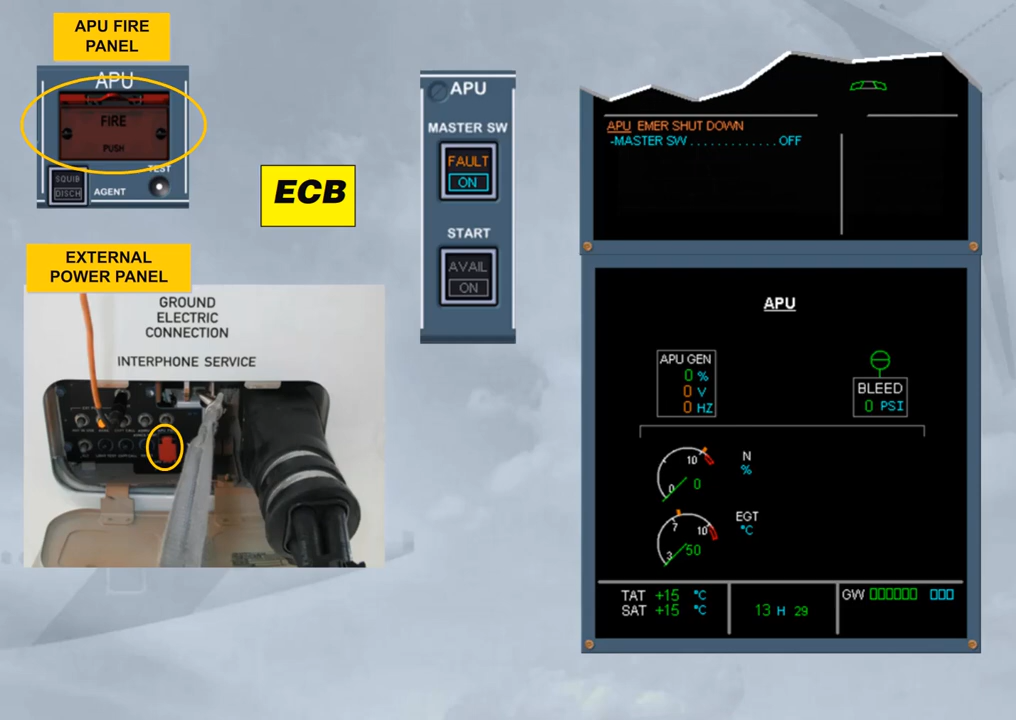 APU FIRE
PANEL
APU
FIRE
PUSH
SQUIB
DISCH
AGENT
TEST
ECB
EXTERNAL
POWER PANEL
GROUND
ELECTRIC
CONNECTION
INTERPHONE SERVICE
APU
MASTER SW
FAULT
ON
START
AVAIL
ON
APU EMER SHUT DOWN
-MASTER SW.............OFF
APU
APU GEN
0 %
0 V
0 HZ
BLEED
0 PSI
10
0
0
N
%
7
10
3
50
EGT
°C
TAT +15 °C
SAT +15 °C
13 H 29
GW